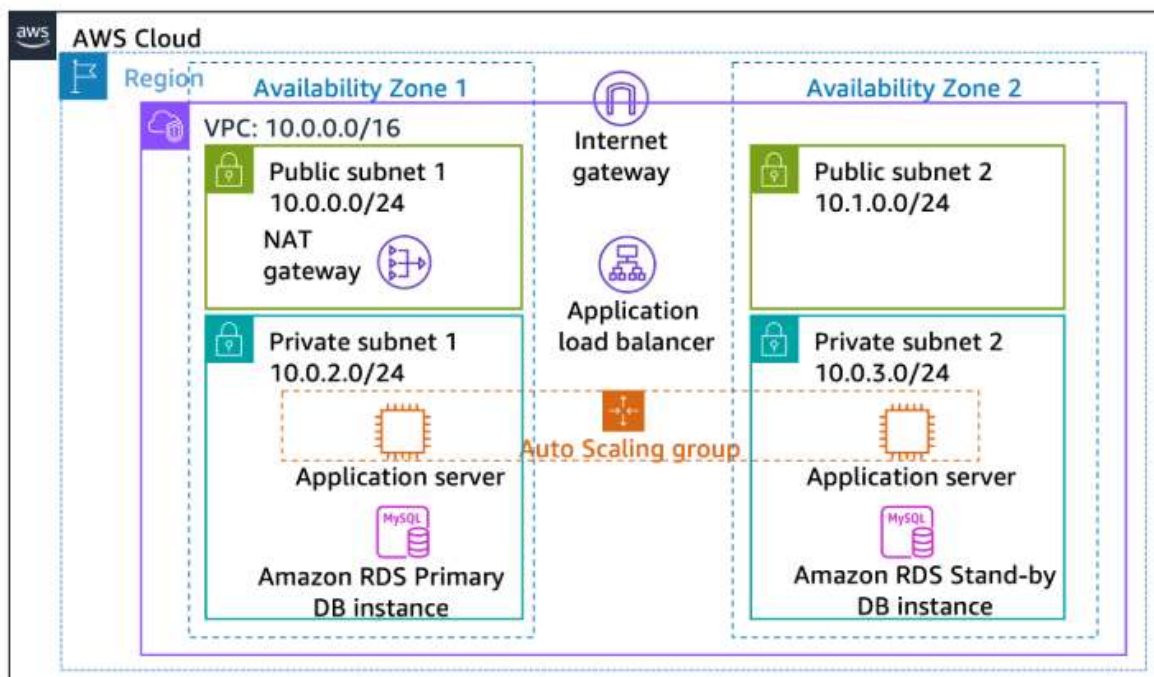 aws
AWS Cloud
Region
Availability Zone 1
Availability Zone 2
VPC: 10.0.0.0/16
Internet
gateway
Public subnet 1
10.0.0.0/24
NAT
gateway
Public subnet 2
10.1.0.0/24
Application
load balancer
Private subnet 1
10.0.2.0/24
Private subnet 2
10.0.3.0/24
Auto Scaling group
Application server
Application server
MySQL
Amazon RDS Primary
DB instance
MySQL
Amazon RDS Stand-by
DB instance